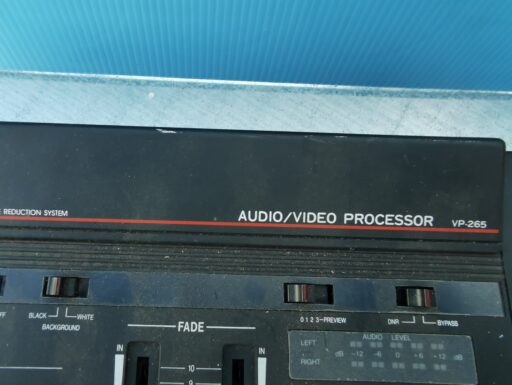 REDUCTION SYSTEM
AUDIO/VIDEO PROCESSOR VP-265
BLACK WHITE
BACKGROUND
0 1 2 3-PREVIEW
DNR BYPASS
FADE
IN IN
10
9
AUDIO LEVEL
LEFT
dB -12 -6 0 +6 +12 dB
RIGHT